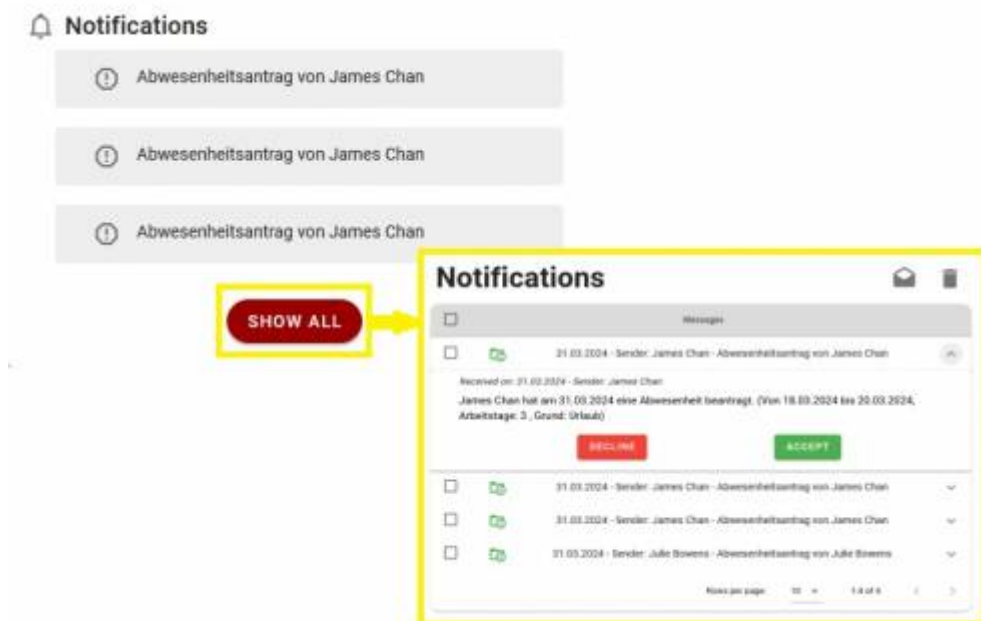 Notifications
Abwesenheitsantrag von James Chan
Abwesenheitsantrag von James Chan
Abwesenheitsantrag von James Chan
SHOW ALL
Notifications
Messages
31.03.2024 - Sender: James Chan - Abwesenheitsantrag von James Chan
Received on: 31.03.2024 - Sender: James Chan
James Chan hat am 31.03.2024 eine Abwesenheit beantragt. (Von 18.03.2024 bis 20.03.2024,
Arbeitstage: 3 , Grund: Urlaub)
DECLINE ACCEPT
31.03.2024 - Sender: James Chan - Abwesenheitsantrag von James Chan
31.03.2024 - Sender: James Chan - Abwesenheitsantrag von James Chan
31.03.2024 - Sender: Julie Bowens - Abwesenheitsantrag von Julie Bowens
Rows per page: 10